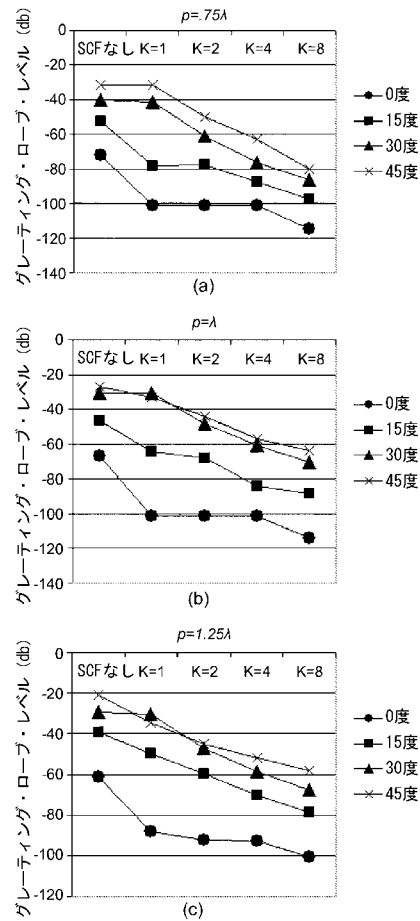 p=.75λ
グレーティング・ローブ・レベル (db)
0
-20
-40
-60
-80
-100
-120
-140
SCFなし K=1 K=2 K=4 K=8
0度
15度
30度
45度
(a)
p=λ
グレーティング・ローブ・レベル (db)
0
-20
-40
-60
-80
-100
-120
-140
SCFなし K=1 K=2 K=4 K=8
0度
15度
30度
45度
(b)
p=1.25λ
グレーティング・ローブ・レベル (db)
0
-20
-40
-60
-80
-100
-120
SCFなし K=1 K=2 K=4 K=8
0度
15度
30度
45度
(c)